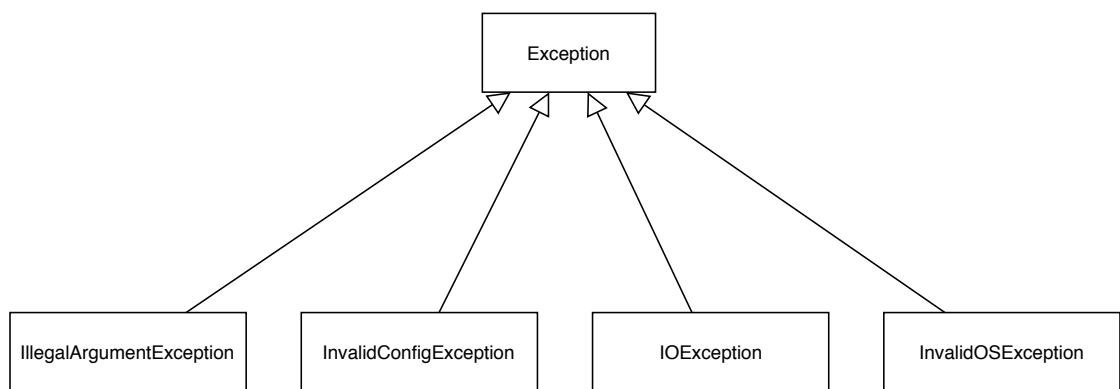 Exception
IllegalArgumentException
InvalidConfigException
IOException
InvalidOSException